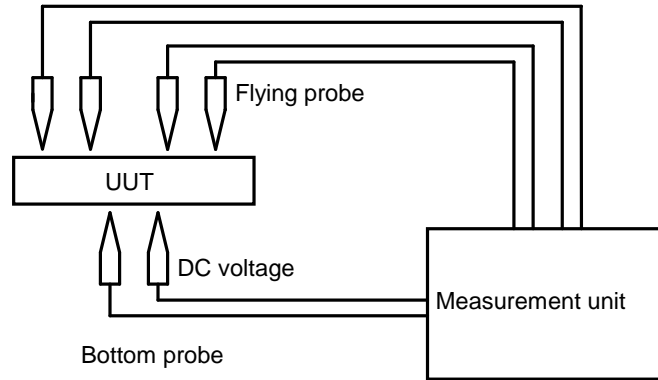 Flying probe
UUT
DC voltage
Measurement unit
Bottom probe